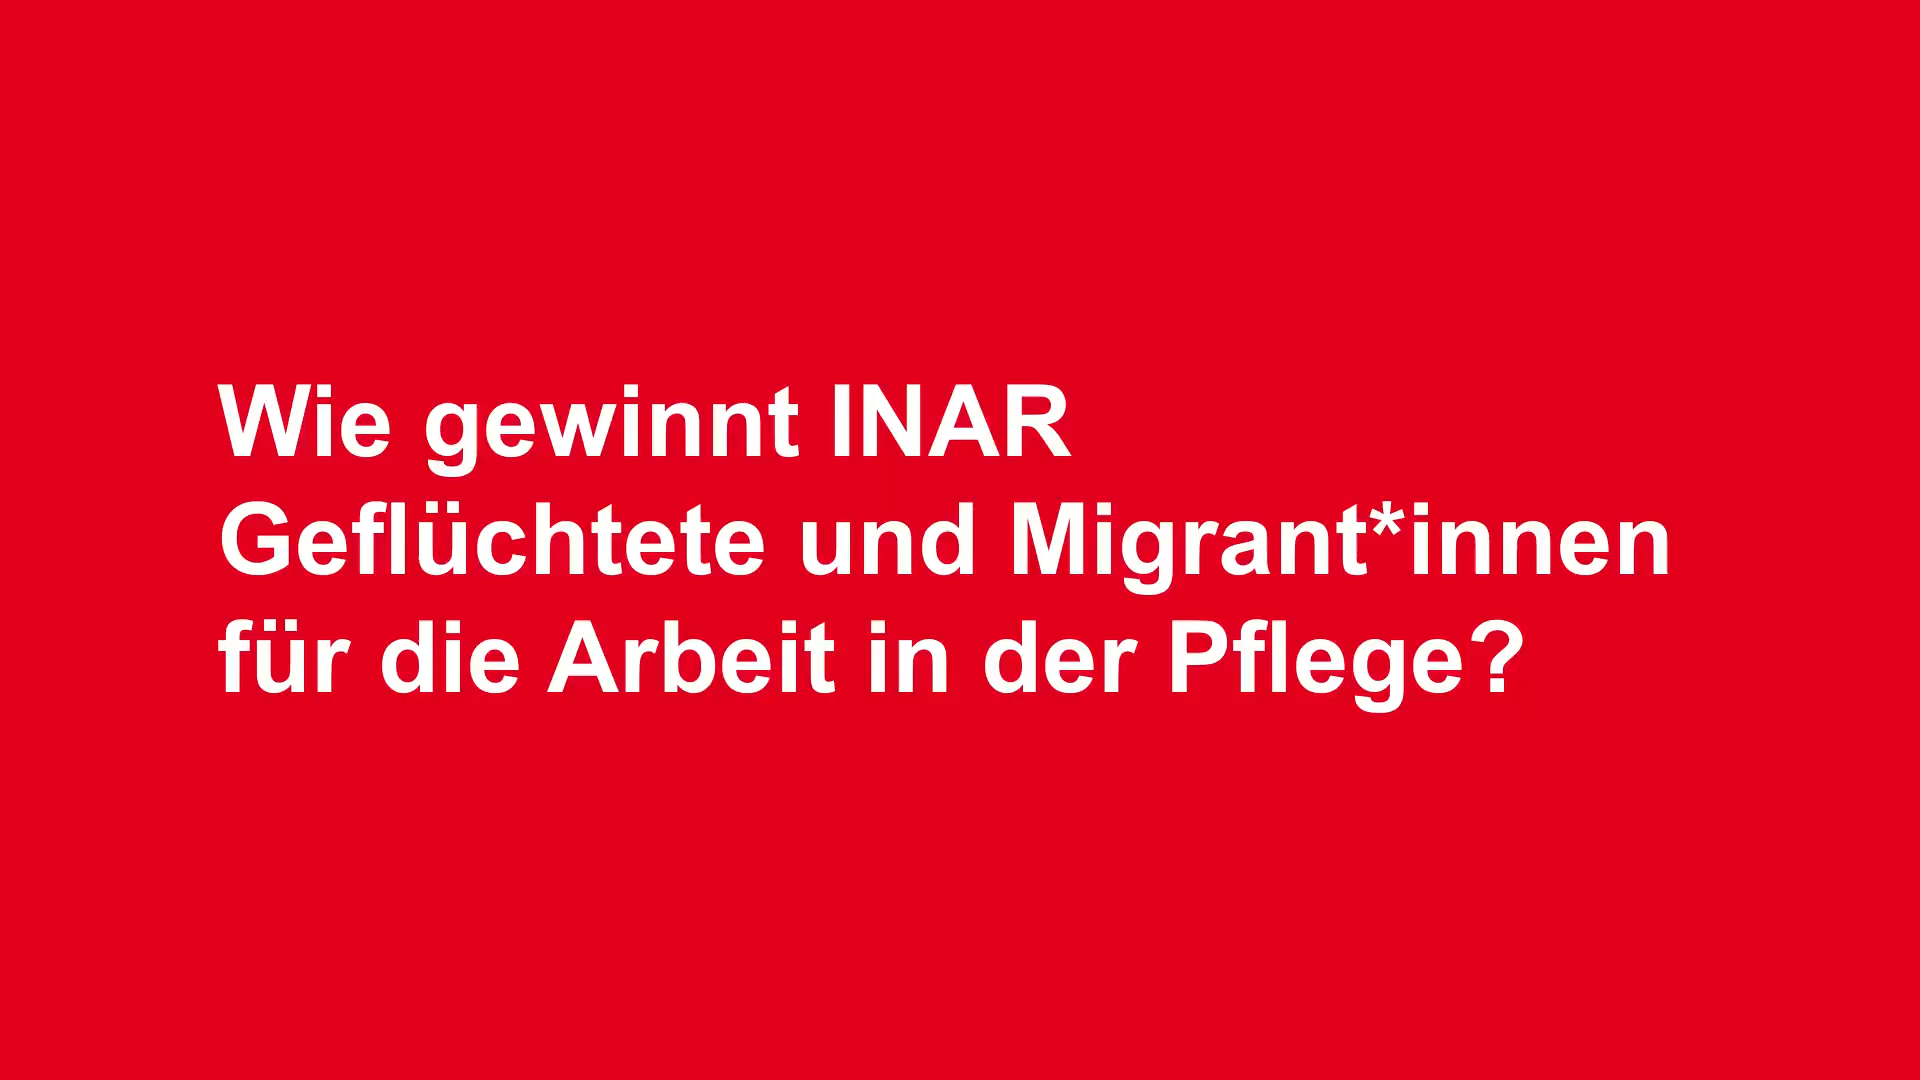 Wie gewinnt INAR
Geflüchtete und Migrant*innen
für die Arbeit in der Pflege?